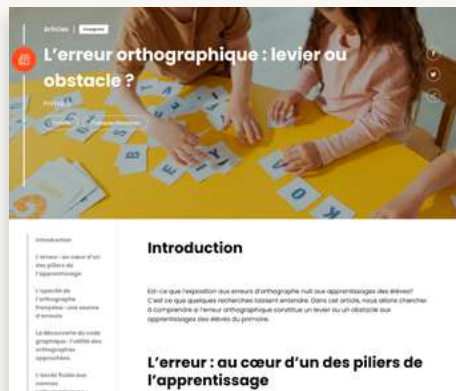 Articles
L'erreur orthographique : levier ou
obstacle ?
Introduction
L'erreur : au cœur d'un
des piliers de
l'apprentissage
L'opacité de
l'orthographe
française : une source
d'erreurs
La découverte du code
graphique : l'utilité des
orthographes
approchées
L'accès fluide aux
normes
Introduction
Est-ce que l'exposition aux erreurs d'orthographe nuit aux apprentissages des élèves?
C'est ce que quelques recherches laissent entendre. Dans cet article, nous allons chercher
à comprendre si l'erreur orthographique constitue un levier ou un obstacle aux
apprentissages des élèves du primaire.
L'erreur : au cœur d'un des piliers de
l'apprentissage